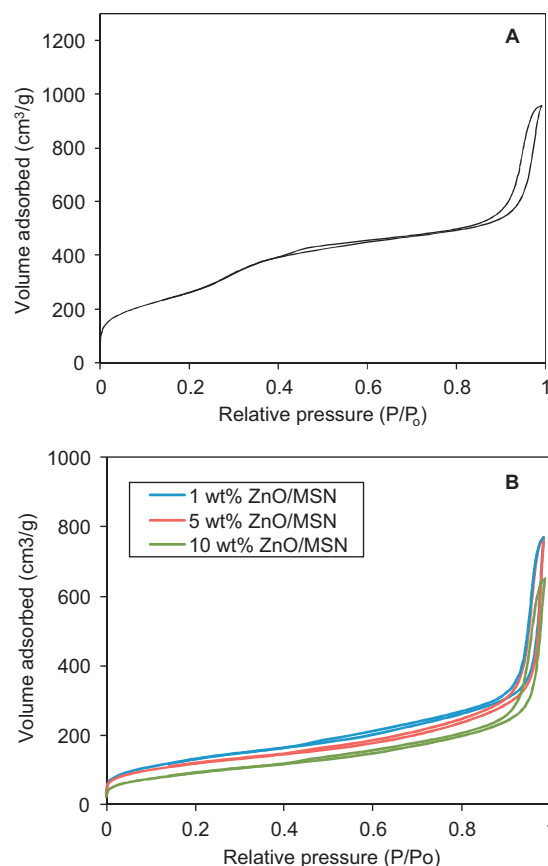 A
1200
1000
800
600
400
200
0
Volume adsorbed (cm³/g)
0 0.2 0.4 0.6 0.8 1
Relative pressure (P/Pₒ)
B
1000
800
600
400
200
0
Volume adsorbed (cm3/g)
1 wt% ZnO/MSN
5 wt% ZnO/MSN
10 wt% ZnO/MSN
0 0.2 0.4 0.6 0.8 1
Relative pressure (P/Po)